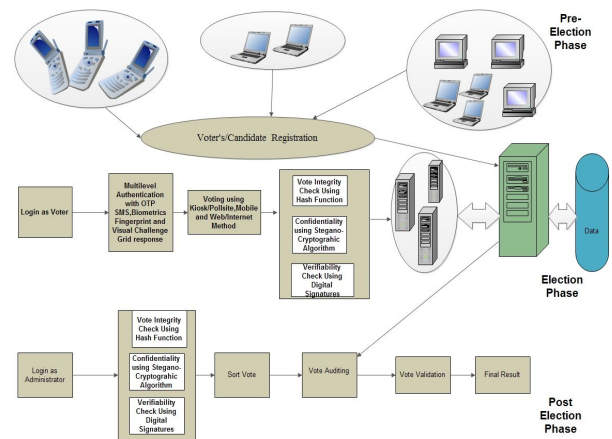 Pre-
Election
Phase
Voter's/Candidate Registration
Login as Voter
Multilevel
Authentication
with OTP
SMS,Biometrics
Fingerprint and
Visual Challenge
Grid response
Voting using
Kiosk/Pollsite,Mobile
and Web/Internet
Method
Vote Integrity
Check Using
Hash Function
Confidentiality
using Stegano-
Cryptograhic
Algorithm
Verifiability
Check Using
Digital
Signatures
Data
Election
Phase
Login as
Administrator
Vote Integrity
Check Using
Hash Function
Confidentiality
using Stegano-
Cryptograhic
Algorithm
Verifiability
Check Using
Digital
Signatures
Sort Vote
Vote Auditing
Vote Validation
Final Result
Post
Election
Phase